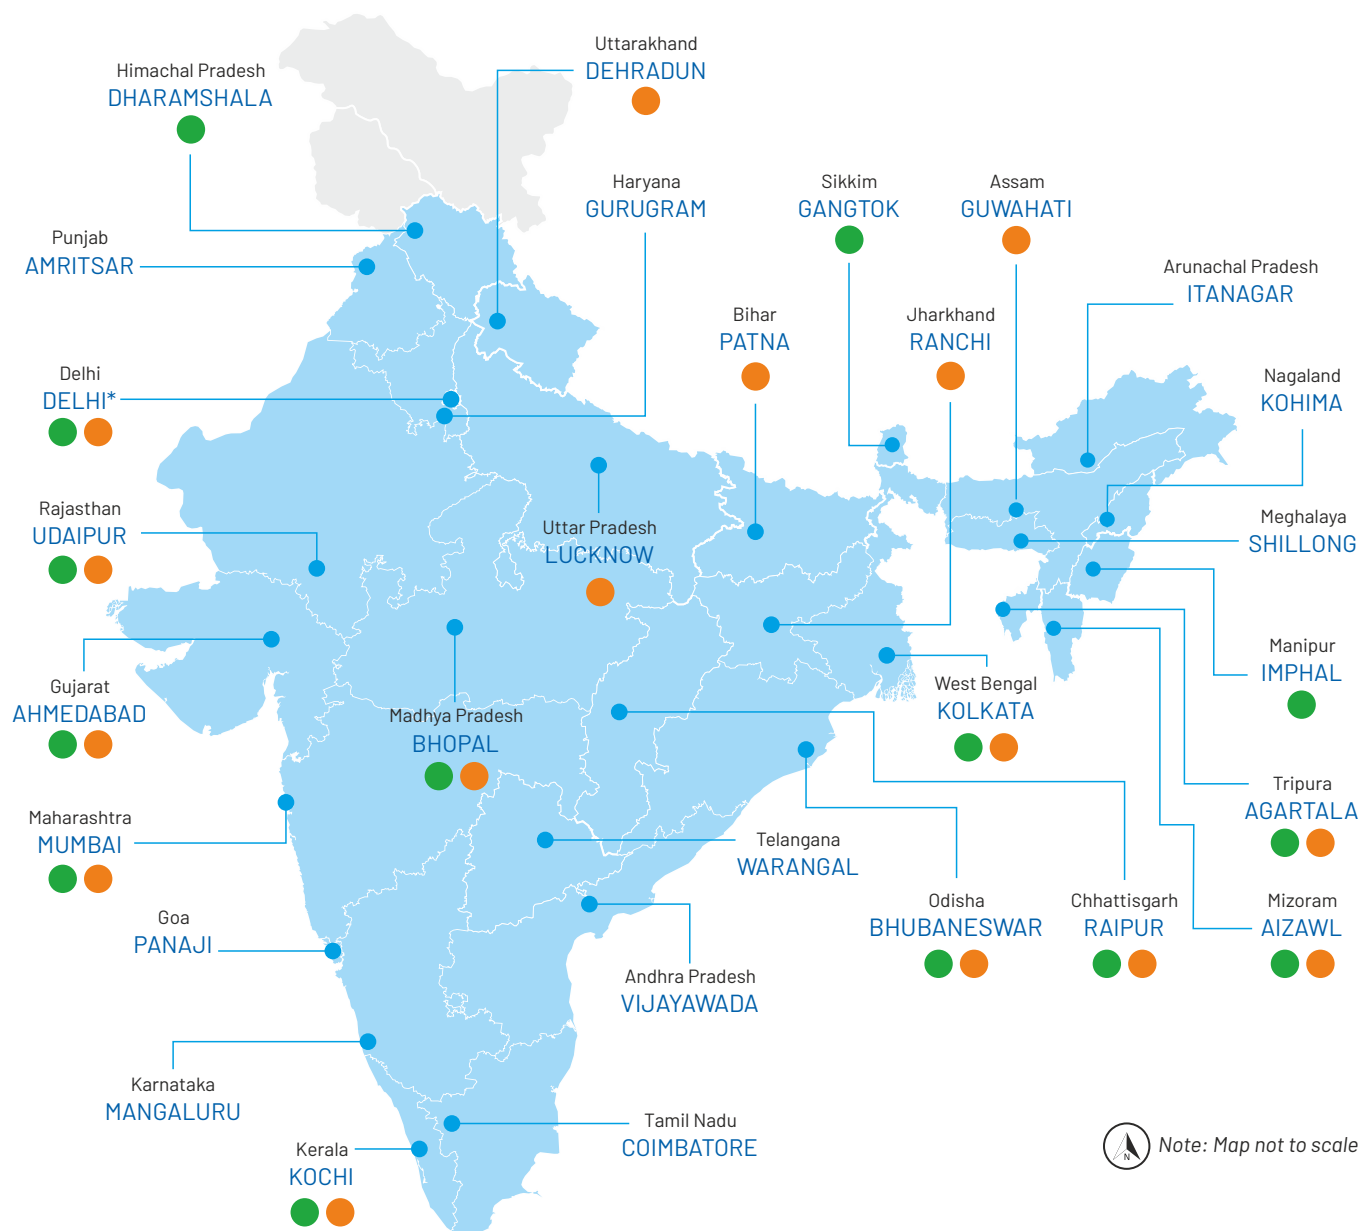 Uttarakhand
DEHRADUN
Himachal Pradesh
DHARAMSHALA
Haryana
GURUGRAM
Sikkim
GANGTOK
Assam
GUWAHATI
Punjab
AMRITSAR
Arunachal Pradesh
ITANAGAR
Bihar
PATNA
Jharkhand
RANCHI
Delhi
DELHI*
Nagaland
KOHIMA
Rajasthan
UDAIPUR
Uttar Pradesh
LUCKNOW
Meghalaya
SHILLONG
Manipur
IMPHAL
Gujarat
AHMEDABAD
Madhya Pradesh
BHOPAL
West Bengal
KOLKATA
Tripura
AGARTALA
Maharashtra
MUMBAI
Telangana
WARANGAL
Odisha
BHUBANESWAR
Chhattisgarh
RAIPUR
Mizoram
AIZAWL
Goa
PANAJI
Andhra Pradesh
VIJAYAWADA
Karnataka
MANGALURU
Tamil Nadu
COIMBATORE
Kerala
KOCHI
N
Note: Map not to scale